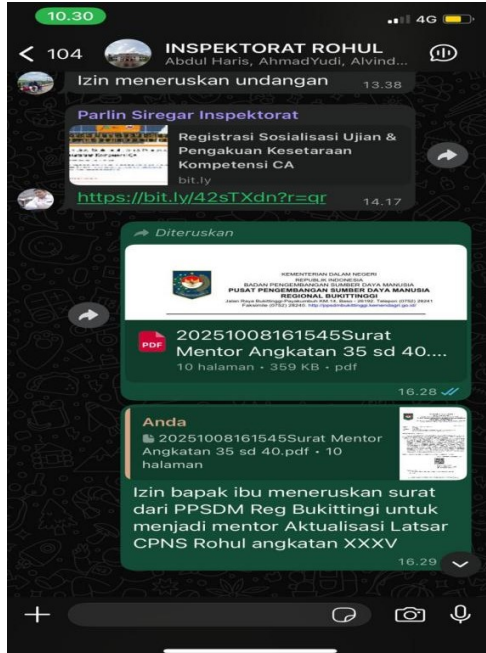 10.30
4G
104
INSPEKTORAT ROHUL
Abdul Haris, AhmadYudi, Alvind...
Izin meneruskan undangan
13.38
Parlin Siregar Inspektorat
Registrasi Sosialisasi Ujian &
Pengakuan Kesetaraan
Kompetensi CA
bit.ly
https://bit.ly/42sTXdn?r=qr
14.17
Diteruskan
KEMENTERIAN DALAM NEGERI
REPUBLIK INDONESIA
BADAN PENGEMBANGAN SUMBER DAYA MANUSIA
PUSAT PENGEMBANGAN SUMBER DAYA MANUSIA
REGIONAL BUKITTINGGI
PDF
20251008161545Surat
Mentor Angkatan 35 sd 40....
10 halaman • 359 KB • pdf
16.28
Anda
20251008161545Surat Mentor
Angkatan 35 sd 40.pdf • 10
halaman
Izin bapak ibu meneruskan surat
dari PPSDM Reg Bukittingi untuk
menjadi mentor Aktualisasi Latsar
CPNS Rohul angkatan XXXV
16.29